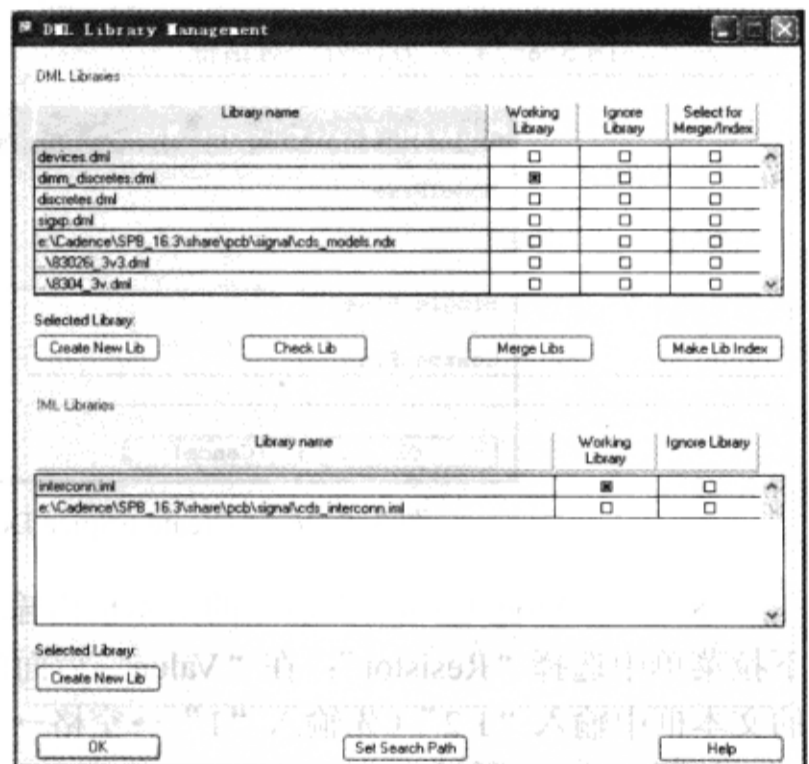 DML Library Management
DML Libraries
Library name
Working Library
Ignore Library
Select for Merge/Index
devices.dml
dimm_discretes.dml
discretes.dml
sigxp.dml
e:\Cadence\SPB_16.3\share\pcb\signal\cds_models.ndx
..\83026i_3v3.dml
..\8304_3v.dml
Selected Library:
Create New Lib Check Lib Merge Libs Make Lib Index
IML Libraries
Library name
Working Library
Ignore Library
interconn.iml
e:\Cadence\SPB_16.3\share\pcb\signal\cds_interconn.iml
Selected Library:
Create New Lib
OK Set Search Path Help